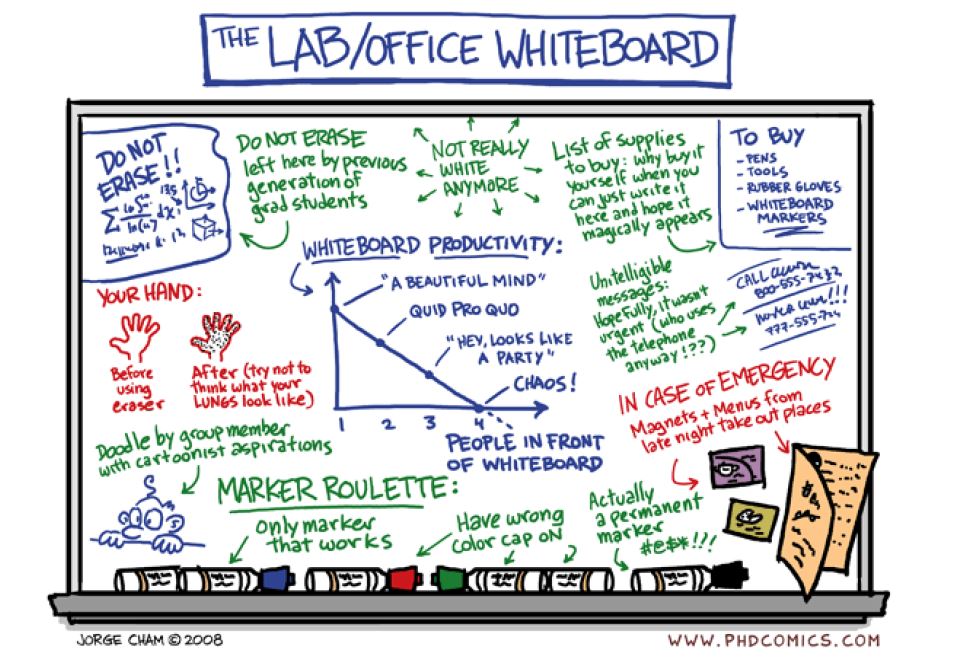 THE LAB/OFFICE WHITEBOARD
DO NOT
ERASE!!
DO NOT ERASE
left here by previous
generation of
grad students
NOT REALLY
WHITE
ANYMORE
List of supplies
to buy: why buy it
yourself when you
can just write it
here and hope it
magically appears
TO BUY
- PENS
- TOOLS
- RUBBER GLOVES
- WHITEBOARD
MARKERS
WHITEBOARD PRODUCTIVITY:
"A BEAUTIFUL MIND"
QUID PRO QUO
"HEY, LOOKS LIKE
A PARTY"
CHAOS!
1 2 3 4
PEOPLE IN FRONT
OF WHITEBOARD
Unitelligible
messages:
Hopefully, it wasn't
urgent (who uses
the telephone
anyway!??)
CALL
YOUR HAND:
Before
using
eraser
After (try not to
think what your
LUNGS look like)
IN CASE OF EMERGENCY
Magnets + Menus from
late night take out places
Doodle by group member
with cartoonist aspirations
MARKER ROULETTE:
only marker
that works
Have wrong
color cap on
Actually
a permanent
marker
#@$*!!!
JORGE CHAM © 2008
WWW.PHDCOMICS.COM